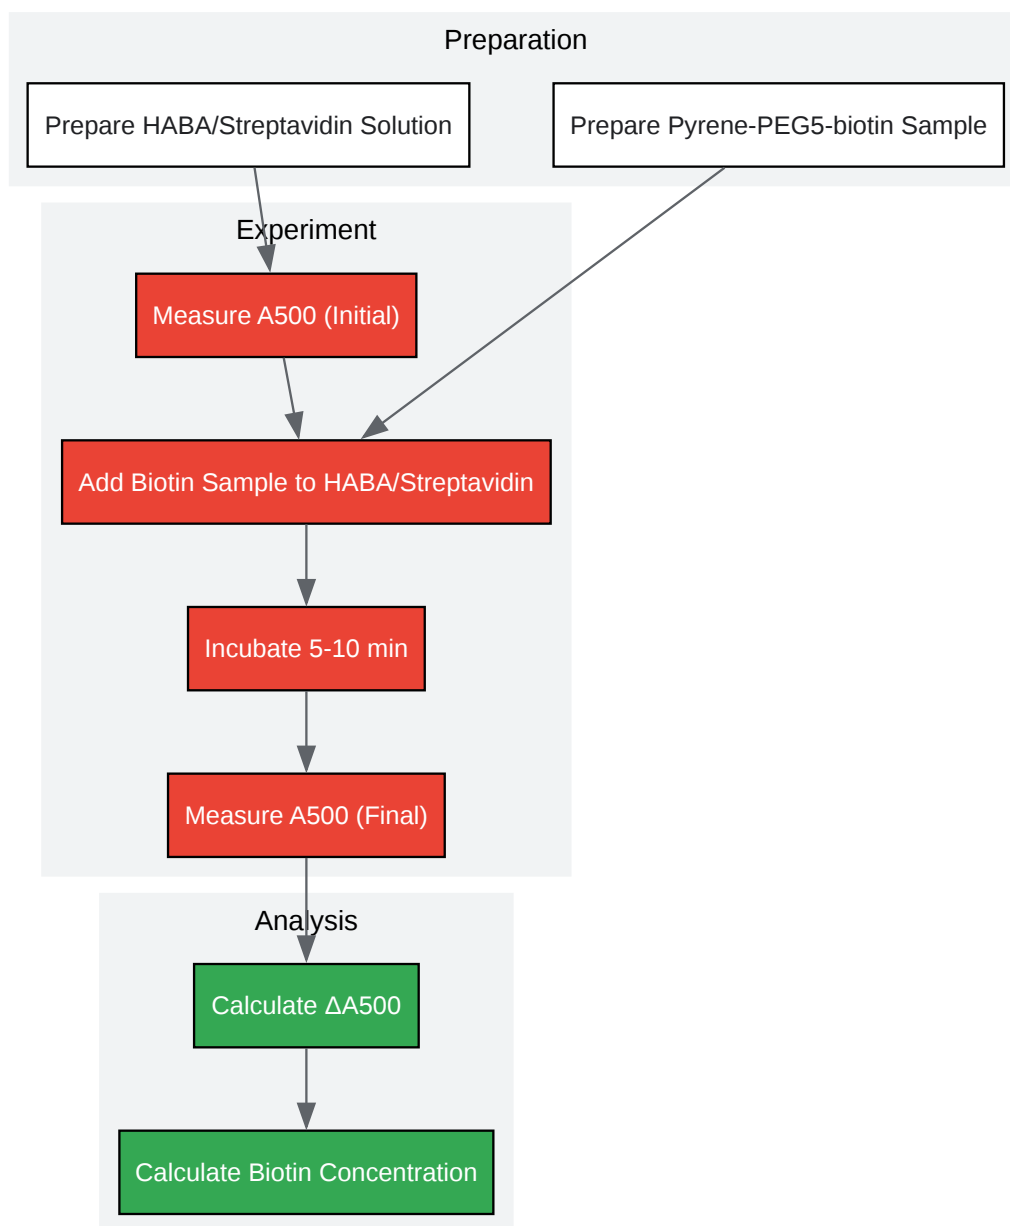 Preparation
Prepare HABA/Streptavidin Solution
Prepare Pyrene-PEG5-biotin Sample
Experiment
Measure A500 (Initial)
Add Biotin Sample to HABA/Streptavidin
Incubate 5-10 min
Measure A500 (Final)
Analysis
Calculate ΔA500
Calculate Biotin Concentration